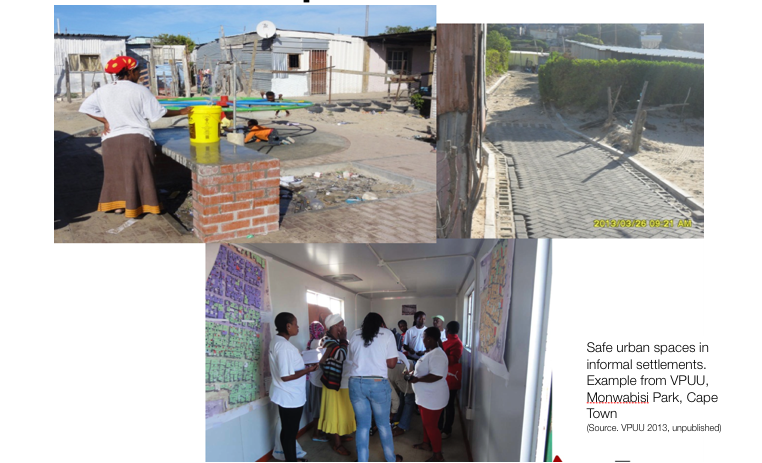 2013/03/26 09:21 AM
Safe urban spaces in
informal settlements.
Example from VPUU,
Monwabisi Park, Cape
Town
(Source. VPUU 2013, unpublished)